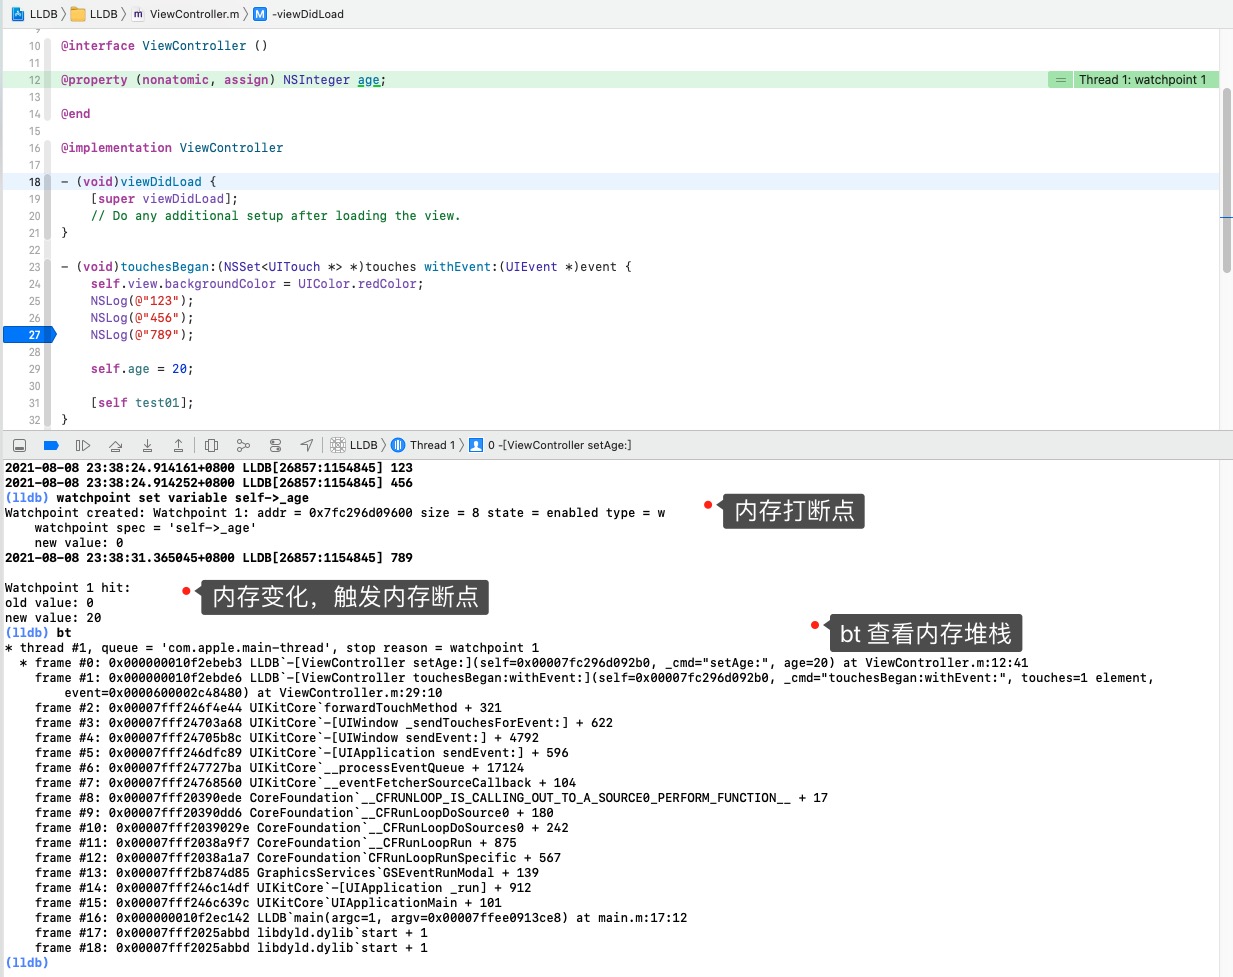 LLDB 〉 LLDB 〉 m ViewController.m 〉 M -viewDidLoad
9
10 @interface ViewController ()
11
12 @property (nonatomic, assign) NSInteger age; = Thread 1: watchpoint 1
13
14 @end
15
16 @implementation ViewController
17
18 - (void)viewDidLoad {
19 [super viewDidLoad];
20 // Do any additional setup after loading the view.
21 }
22
23 - (void)touchesBegan:(NSSet<UITouch *> *)touches withEvent:(UIEvent *)event {
24 self.view.backgroundColor = UIColor.redColor;
25 NSLog(@"123");
26 NSLog(@"456");
27 NSLog(@"789");
28
29 self.age = 20;
30
31 [self test01];
32 }
LLDB 〉 Thread 1 〉 0 -[ViewController setAge:]
2021-08-08 23:38:24.914161+0800 LLDB[26857:1154845] 123
2021-08-08 23:38:24.914252+0800 LLDB[26857:1154845] 456
(lldb) watchpoint set variable self->_age
Watchpoint created: Watchpoint 1: addr = 0x7fc296d09600 size = 8 state = enabled type = w
内存打断点
watchpoint spec = 'self->_age'
new value: 0
2021-08-08 23:38:31.365045+0800 LLDB[26857:1154845] 789
Watchpoint 1 hit:
内存变化，触发内存断点
old value: 0
new value: 20
(lldb) bt
bt 查看内存堆栈
* thread #1, queue = 'com.apple.main-thread', stop reason = watchpoint 1
* frame #0: 0x000000010f2ebeb3 LLDB`-[ViewController setAge:](self=0x00007fc296d092b0, _cmd="setAge:", age=20) at ViewController.m:12:41
frame #1: 0x000000010f2ebde6 LLDB`-[ViewController touchesBegan:withEvent:](self=0x00007fc296d092b0, _cmd="touchesBegan:withEvent:", touches=1 element,
event=0x0000600002c48480) at ViewController.m:29:10
frame #2: 0x00007fff246f4e44 UIKitCore`forwardTouchMethod + 321
frame #3: 0x00007fff24703a68 UIKitCore`-[UIWindow _sendTouchesForEvent:] + 622
frame #4: 0x00007fff24705b8c UIKitCore`-[UIWindow sendEvent:] + 4792
frame #5: 0x00007fff246dfc89 UIKitCore`-[UIApplication sendEvent:] + 596
frame #6: 0x00007fff247727ba UIKitCore`__processEventQueue + 17124
frame #7: 0x00007fff24768560 UIKitCore`__eventFetcherSourceCallback + 104
frame #8: 0x00007fff20390ede CoreFoundation`__CFRUNLOOP_IS_CALLING_OUT_TO_A_SOURCE0_PERFORM_FUNCTION__ + 17
frame #9: 0x00007fff20390dd6 CoreFoundation`__CFRunLoopDoSource0 + 180
frame #10: 0x00007fff2039029e CoreFoundation`__CFRunLoopDoSources0 + 242
frame #11: 0x00007fff2038a9f7 CoreFoundation`__CFRunLoopRun + 875
frame #12: 0x00007fff2038a1a7 CoreFoundation`CFRunLoopRunSpecific + 567
frame #13: 0x00007fff2b874d85 GraphicsServices`GSEventRunModal + 139
frame #14: 0x00007fff246c14df UIKitCore`-[UIApplication _run] + 912
frame #15: 0x00007fff246c639c UIKitCore`UIApplicationMain + 101
frame #16: 0x000000010f2ec142 LLDB`main(argc=1, argv=0x00007ffee0913ce8) at main.m:17:12
frame #17: 0x00007fff2025abbd libdyld.dylib`start + 1
frame #18: 0x00007fff2025abbd libdyld.dylib`start + 1
(lldb)